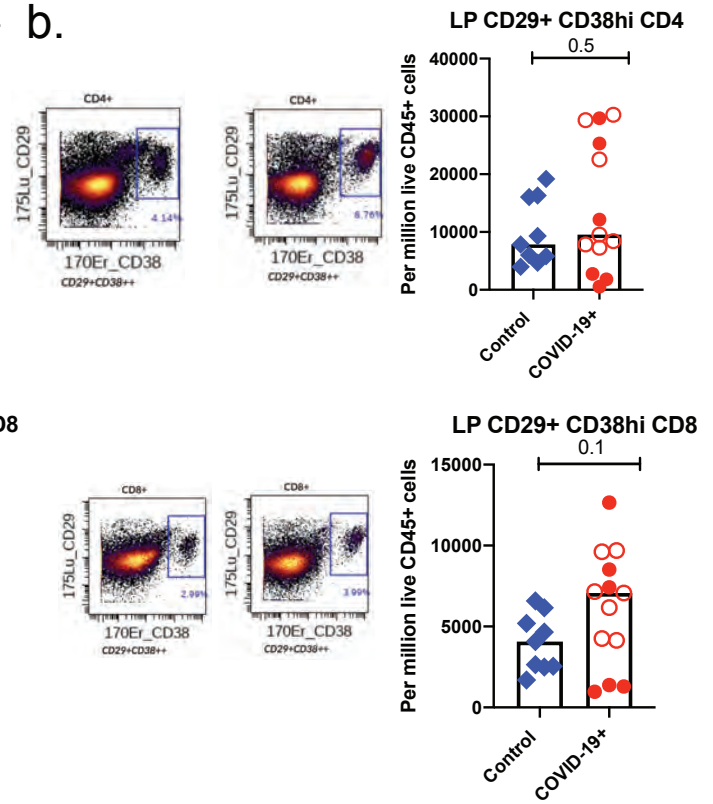 b.
LP CD29+ CD38hi CD4
0.5
Per million live CD45+ cells
40000
30000
20000
10000
0
Control
COVID-19+
CD4+
175Lu_CD29
4.14%
170Er_CD38
CD29+CD38++
CD4+
175Lu_CD29
6.76%
170Er_CD38
CD29+CD38++
D8
LP CD29+ CD38hi CD8
0.1
Per million live CD45+ cells
15000
10000
5000
0
Control
COVID-19+
CD8+
175Lu_CD29
2.99%
170Er_CD38
CD29+CD38++
CD8+
175Lu_CD29
3.99%
170Er_CD38
CD29+CD38++